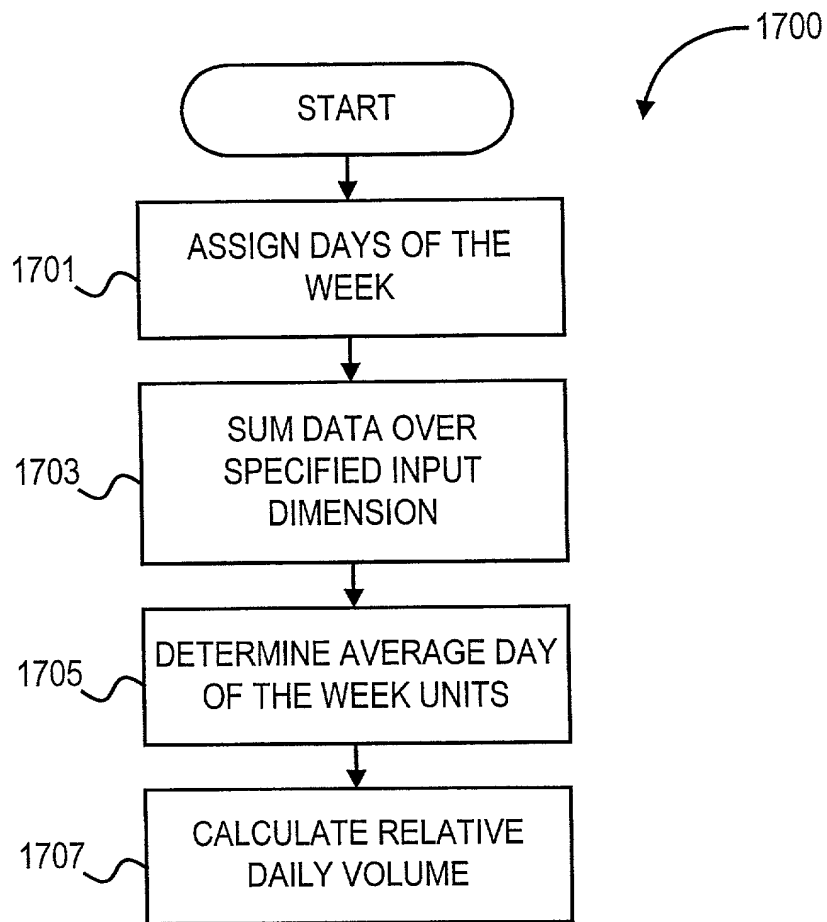 1700
START
1701
ASSIGN DAYS OF THE
WEEK
1703
SUM DATA OVER
SPECIFIED INPUT
DIMENSION
1705
DETERMINE AVERAGE DAY
OF THE WEEK UNITS
1707
CALCULATE RELATIVE
DAILY VOLUME